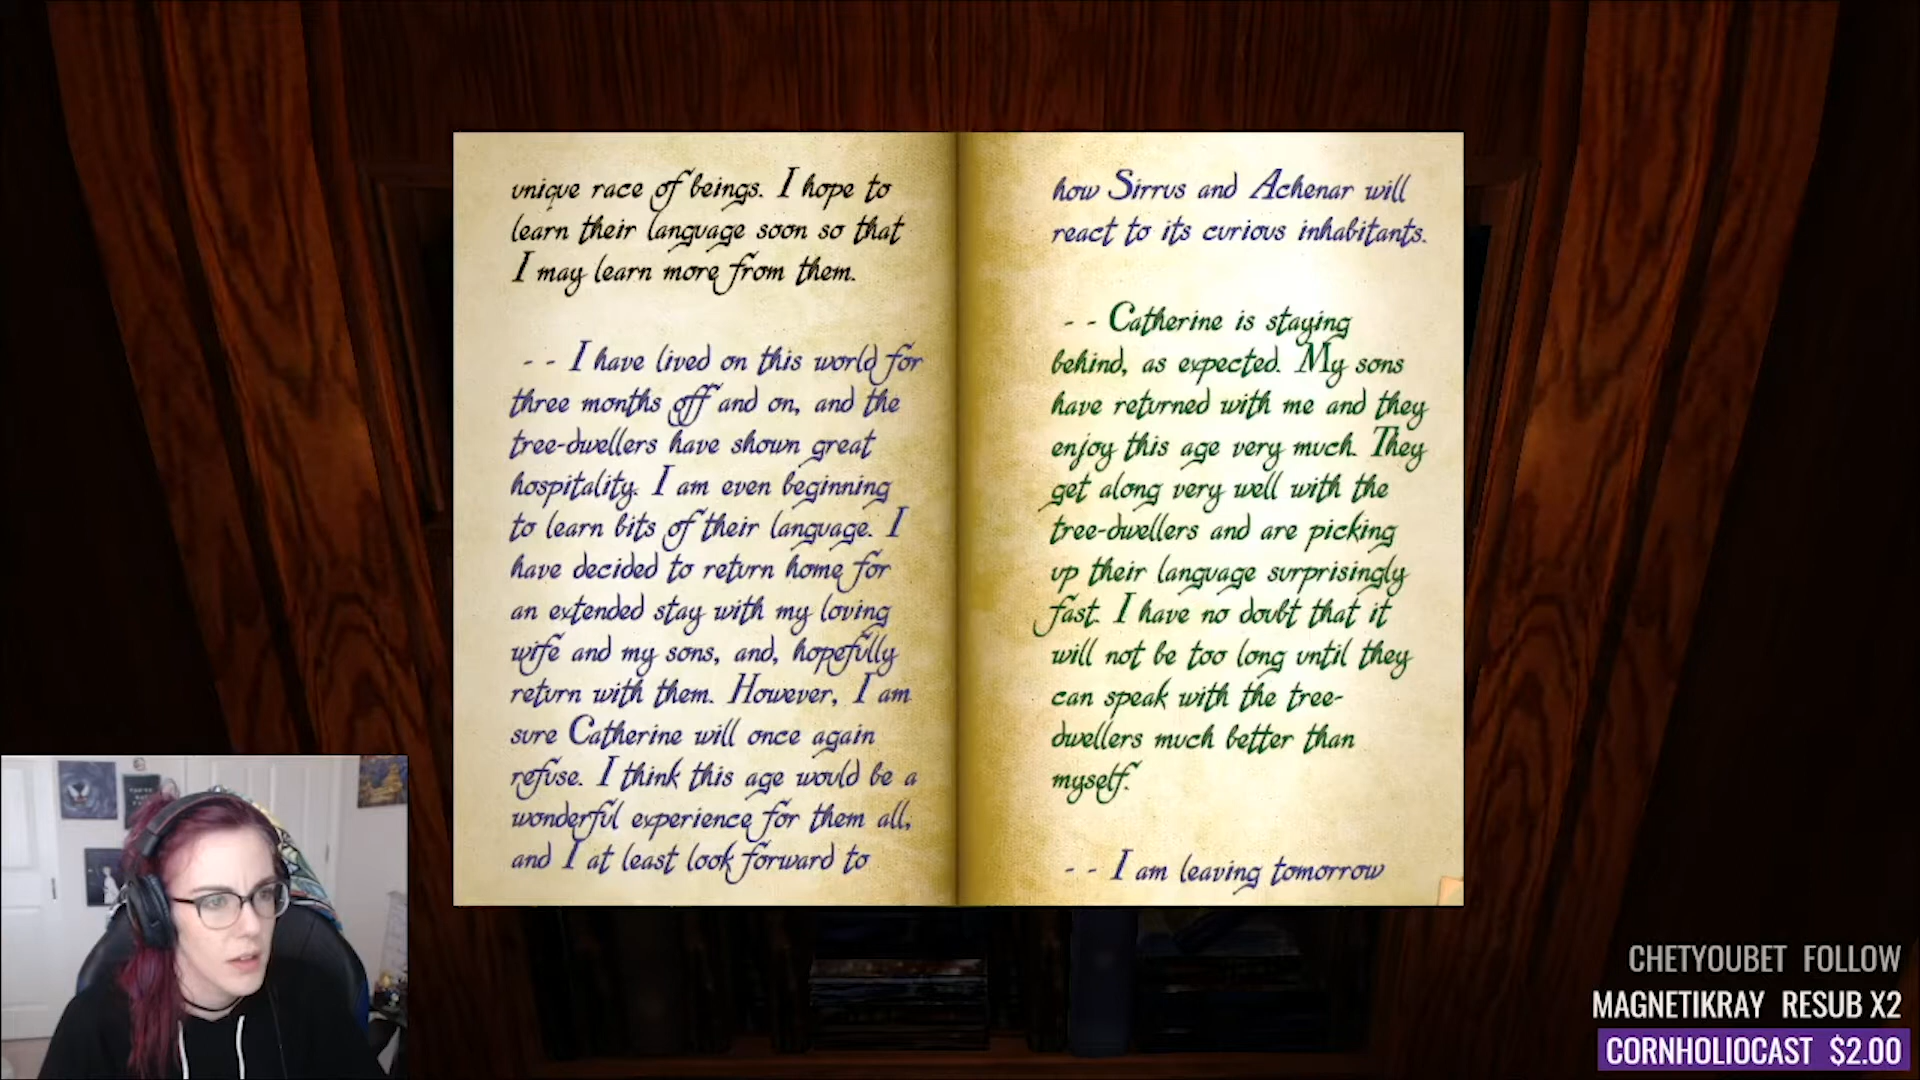 unique race of beings. I hope to
learn their language soon so that
I may learn more from them.
- - I have lived on this world for
three months off and on, and the
tree-dwellers have shown great
hospitality. I am even beginning
to learn bits of their language. I
have decided to return home for
an extended stay with my loving
wife and my sons, and, hopefully
return with them. However, I am
sure Catherine will once again
refuse. I think this age would be a
wonderful experience for them all,
and I at least look forward to
how Sirrus and Achenar will
react to its curious inhabitants.
- - Catherine is staying
behind, as expected. My sons
have returned with me and they
enjoy this age very much. They
get along very well with the
tree-dwellers and are picking
up their language surprisingly
fast. I have no doubt that it
will not be too long until they
can speak with the tree-
dwellers much better than
myself.
- - I am leaving tomorrow
CHETYOUBET FOLLOW
MAGNETIKRAY RESUB X2
CORNHOLIOCAST $2.00